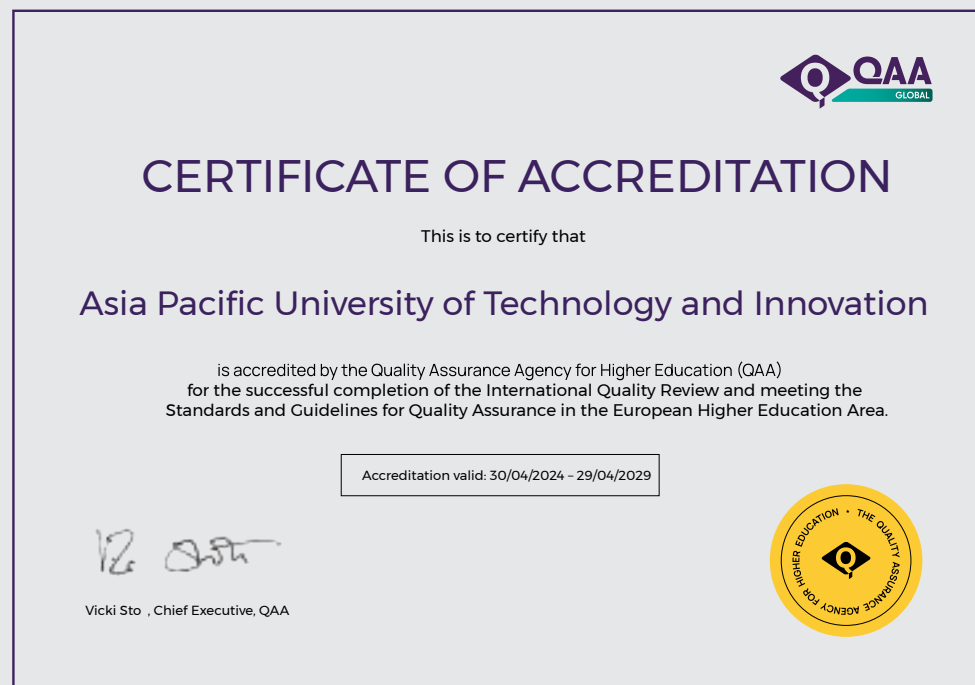 QAA
GLOBAL
CERTIFICATE OF ACCREDITATION
This is to certify that
Asia Pacific University of Technology and Innovation
is accredited by the Quality Assurance Agency for Higher Education (QAA)
for the successful completion of the International Quality Review and meeting the
Standards and Guidelines for Quality Assurance in the European Higher Education Area.
Accreditation valid: 30/04/2024 – 29/04/2029
Vicki Sto , Chief Executive, QAA
THE QUALITY ASSURANCE AGENCY FOR HIGHER EDUCATION •